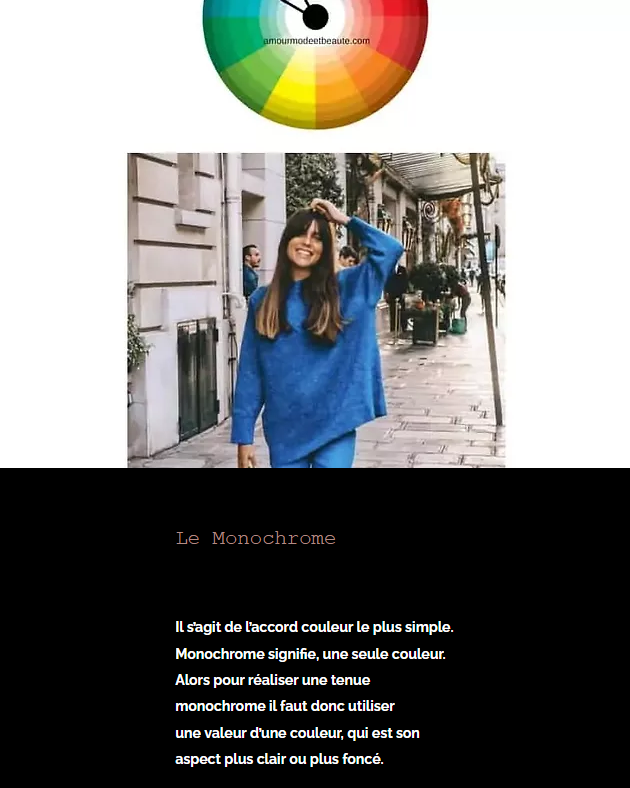 amourmodeetbeaute.com
Le Monochrome
Il s'agit de l'accord couleur le plus simple.
Monochrome signifie, une seule couleur.
Alors pour réaliser une tenue
monochrome il faut donc utiliser
une valeur d'une couleur, qui est son
aspect plus clair ou plus foncé.